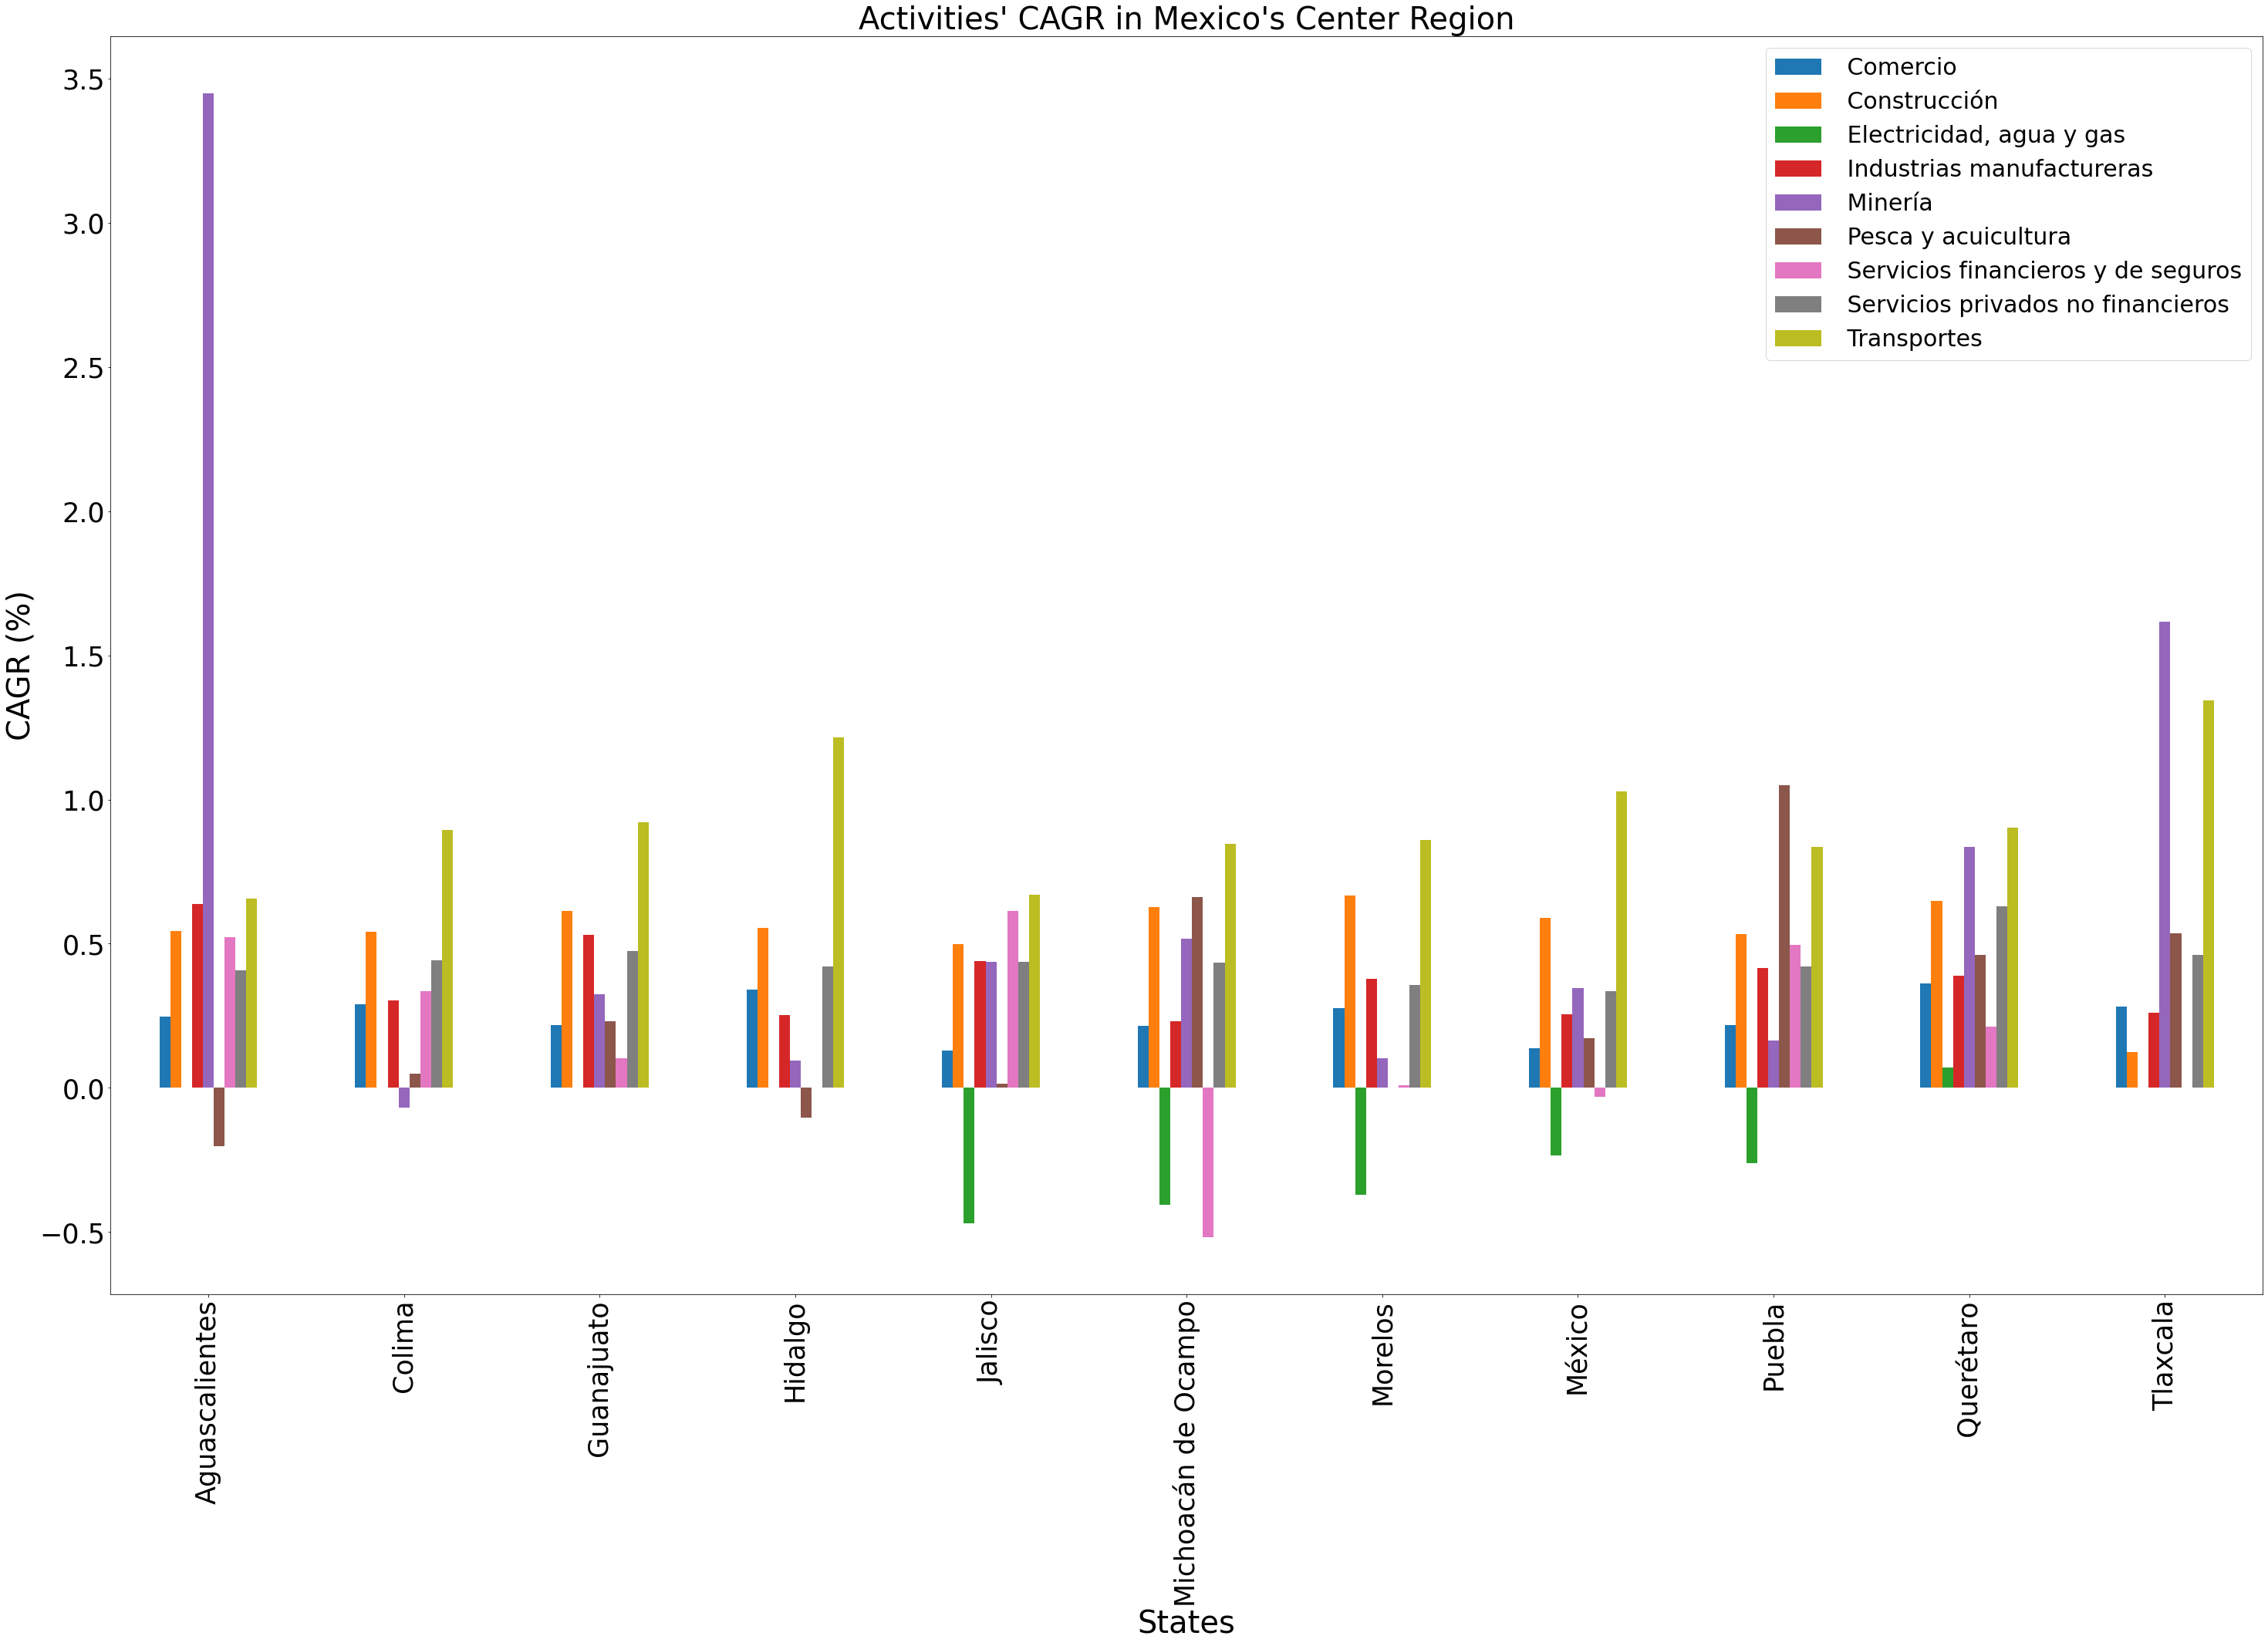 Activities' CAGR in Mexico's Center Region
Comercio
Construcción
Electricidad, agua y gas
Industrias manufactureras
Minería
Pesca y acuicultura
Servicios financieros y de seguros
Servicios privados no financieros
Transportes
3.5
3.0
2.5
2.0
1.5
1.0
0.5
0.0
−0.5
CAGR (%)
Aguascalientes
Colima
Guanajuato
Hidalgo
Jalisco
Michoacán de Ocampo
Morelos
México
Puebla
Querétaro
Tlaxcala
States